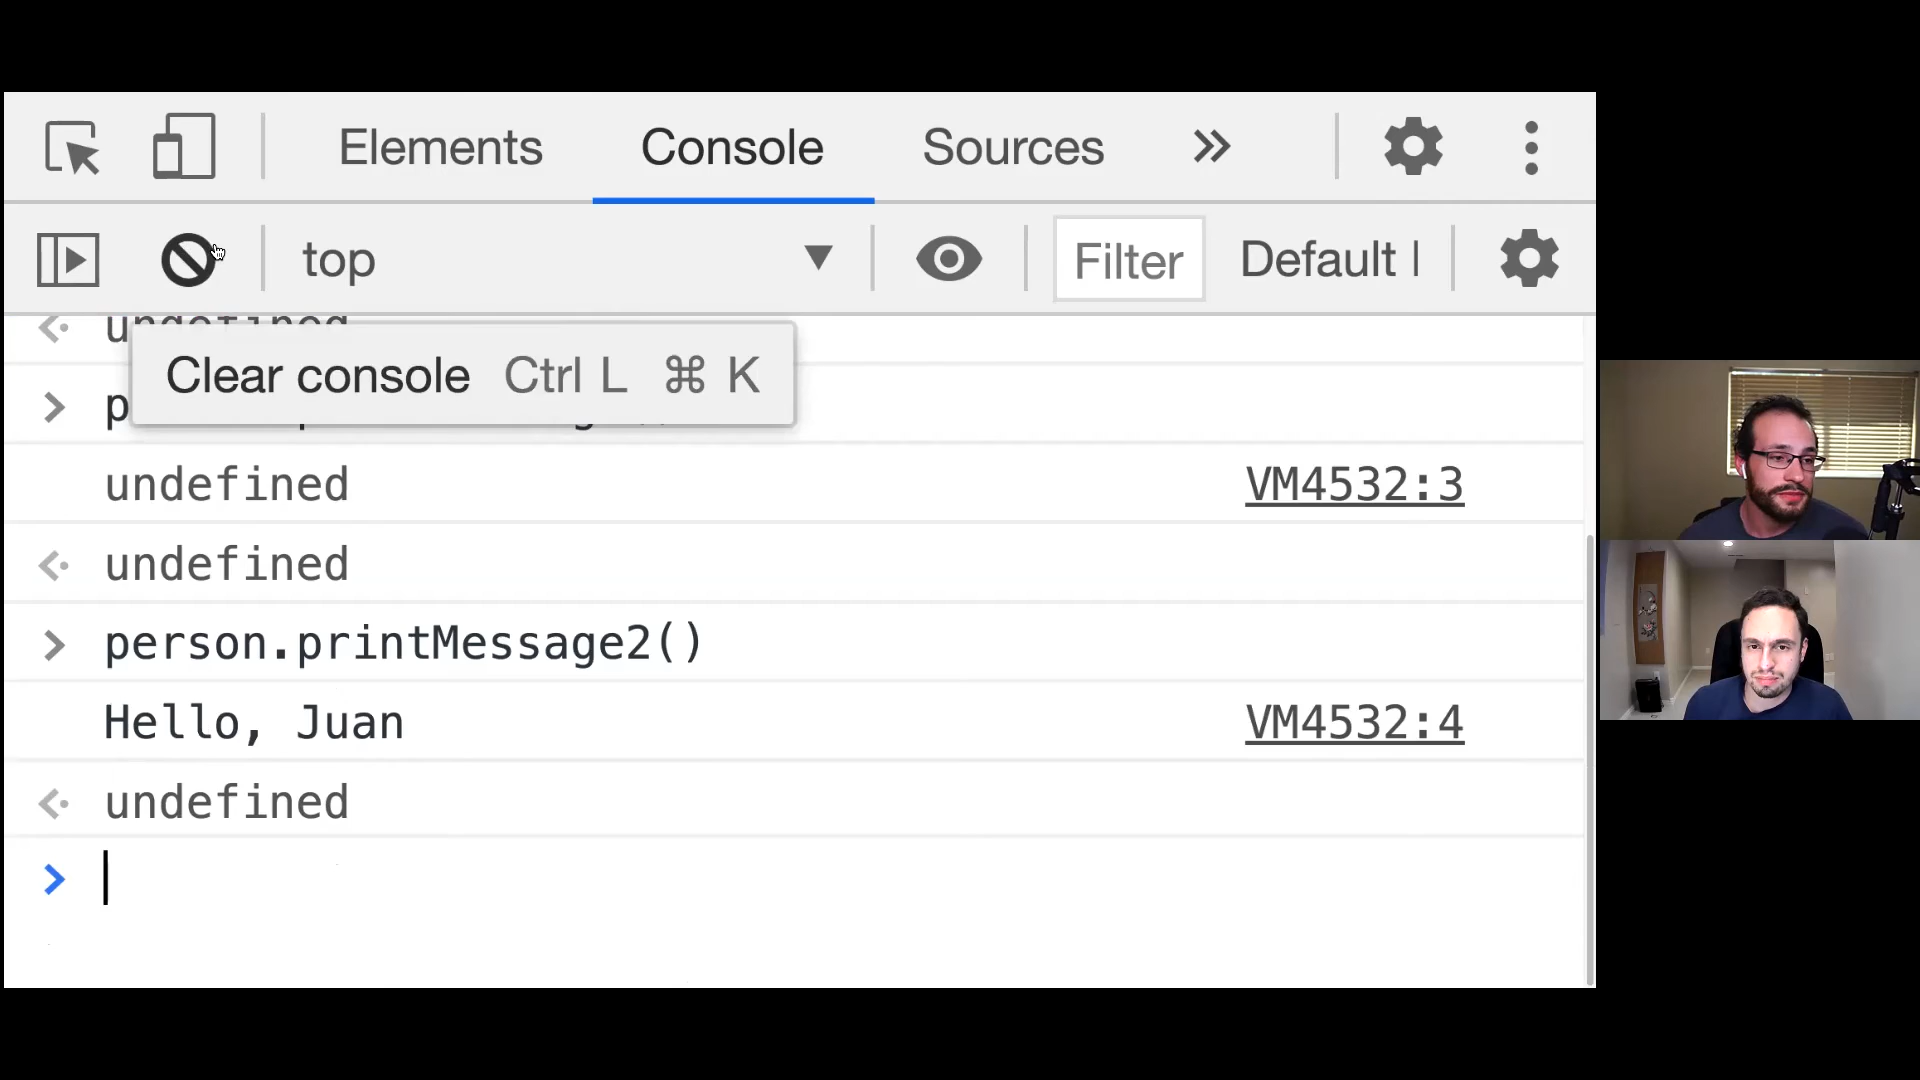 Elements Console Sources
top Filter Default
undefined
Clear console Ctrl L ⌘ K
undefined VM4532:3
undefined
person.printMessage2()
Hello, Juan VM4532:4
undefined